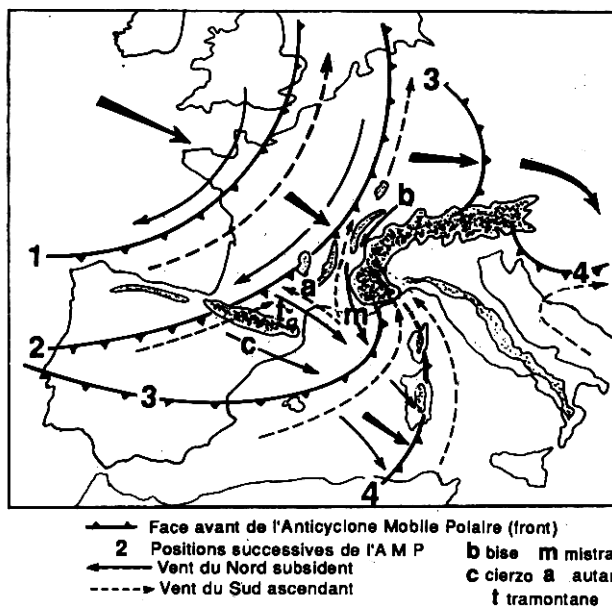 3
b
1
a
4
t
m
2
c
3
4
Face avant de l'Anticyclone Mobile Polaire (front)
2 Positions successives de l'A M P
Vent du Nord subsident
Vent du Sud ascendant
b bise m mistra
c cierzo a autan
t tramontane